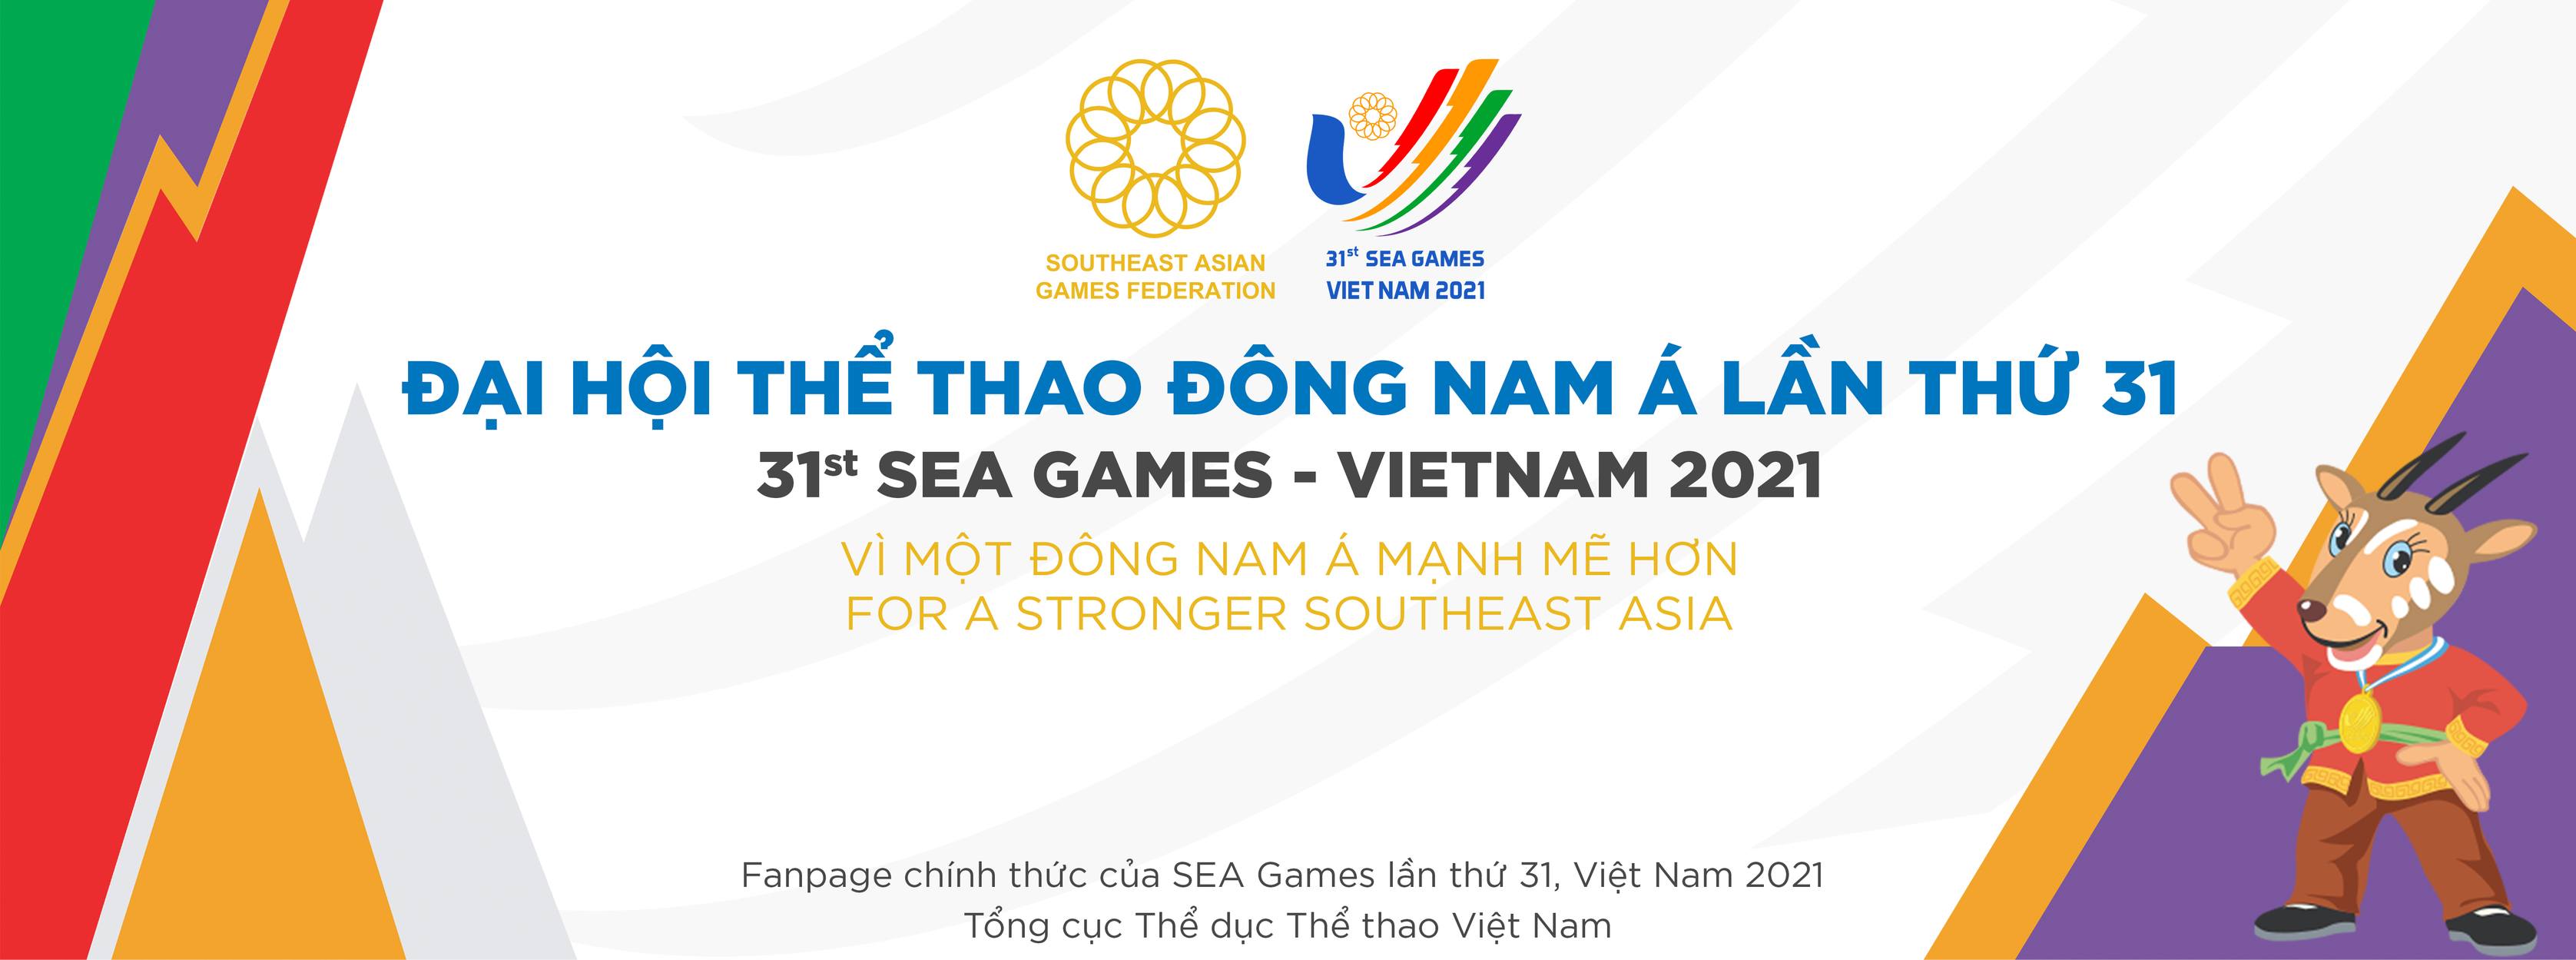 SOUTHEAST ASIAN
GAMES FEDERATION
31st SEA GAMES
VIET NAM 2021
ĐẠI HỘI THỂ THAO ĐÔNG NAM Á LẦN THỨ 31
31st SEA GAMES - VIETNAM 2021
VÌ MỘT ĐÔNG NAM Á MẠNH MẼ HƠN
FOR A STRONGER SOUTHEAST ASIA
Fanpage chính thức của SEA Games lần thứ 31, Việt Nam 2021
Tổng cục Thể dục Thể thao Việt Nam